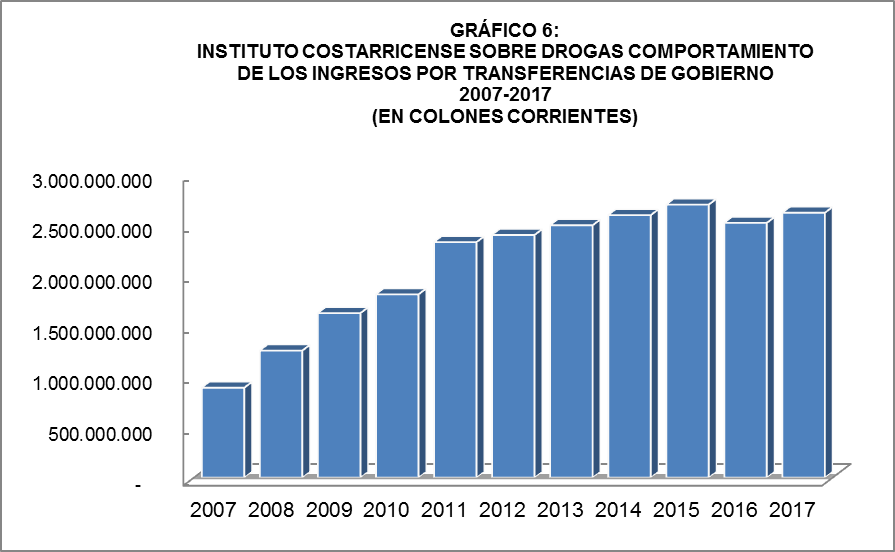 GRÁFICO 6:
INSTITUTO COSTARRICENSE SOBRE DROGAS COMPORTAMIENTO
DE LOS INGRESOS POR TRANSFERENCIAS DE GOBIERNO
2007-2017
(EN COLONES CORRIENTES)
3.000.000.000
2.500.000.000
2.000.000.000
1.500.000.000
1.000.000.000
500.000.000
-
2007 2008 2009 2010 2011 2012 2013 2014 2015 2016 2017